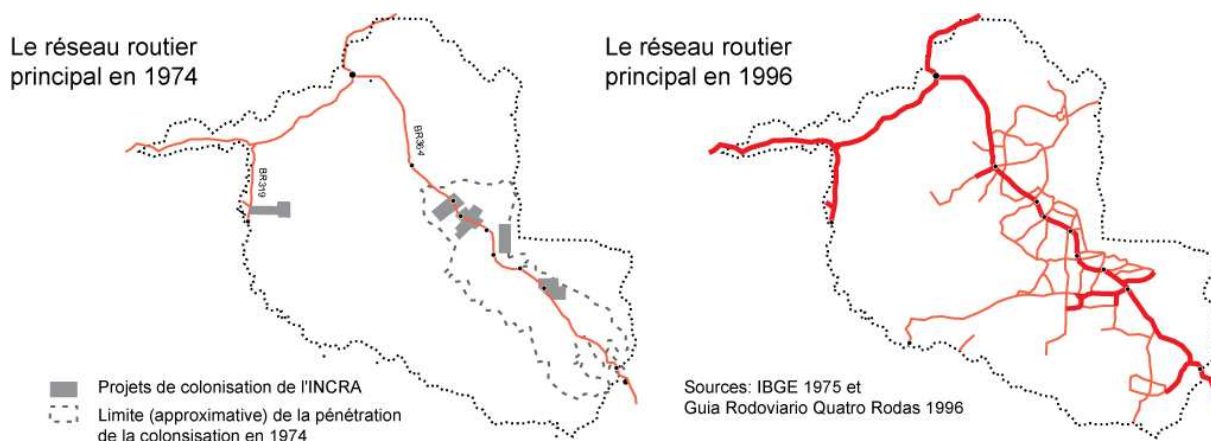 Le réseau routier
principal en 1974
BR364
BR319
Projets de colonisation de l'INCRA
Limite (approximative) de la pénétration
de la colonsisation en 1974
Le réseau routier
principal en 1996
Sources: IBGE 1975 et
Guia Rodoviario Quatro Rodas 1996